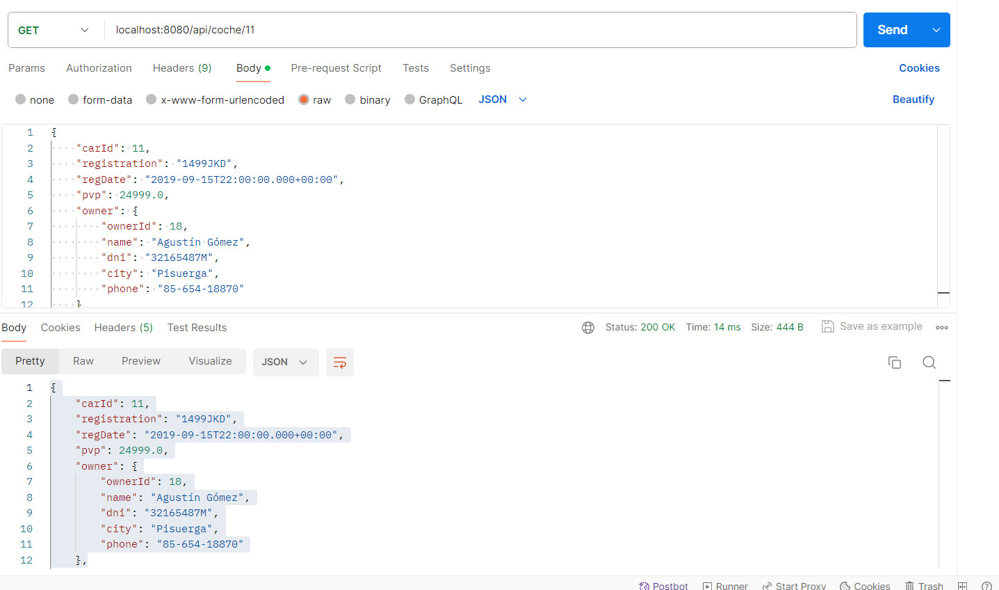 GET localhost:8080/api/coche/11 Send
Params Authorization Headers (9) Body Pre-request Script Tests Settings Cookies
none form-data x-www-form-urlencoded raw binary GraphQL JSON Beautify
1 {
2 "carId": 11,
3 "registration": "1499JKD",
4 "regDate": "2019-09-15T22:00:00.000+00:00",
5 "pvp": 24999.0,
6 "owner": {
7 "ownerId": 18,
8 "name": "Agustín Gómez",
9 "dni": "32165487M",
10 "city": "Pisuerga",
11 "phone": "85-654-18870"
12 }
Body Cookies Headers (5) Test Results Status: 200 OK Time: 14 ms Size: 444 B Save as example
Pretty Raw Preview Visualize JSON
1 {
2 "carId": 11,
3 "registration": "1499JKD",
4 "regDate": "2019-09-15T22:00:00.000+00:00",
5 "pvp": 24999.0,
6 "owner": {
7 "ownerId": 18,
8 "name": "Agustín Gómez",
9 "dni": "32165487M",
10 "city": "Pisuerga",
11 "phone": "85-654-18870"
12 },
Postbot Runner Start Proxy Cookies Trash